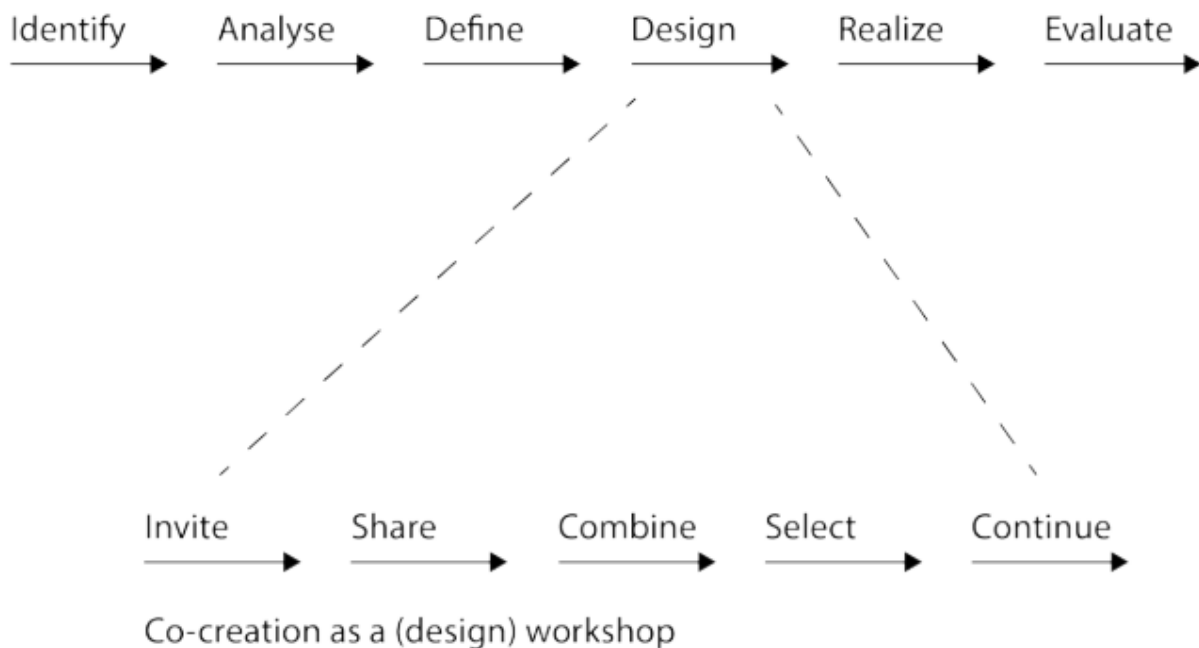 Identify Analyse Define Design Realize Evaluate
Invite Share Combine Select Continue
Co-creation as a (design) workshop